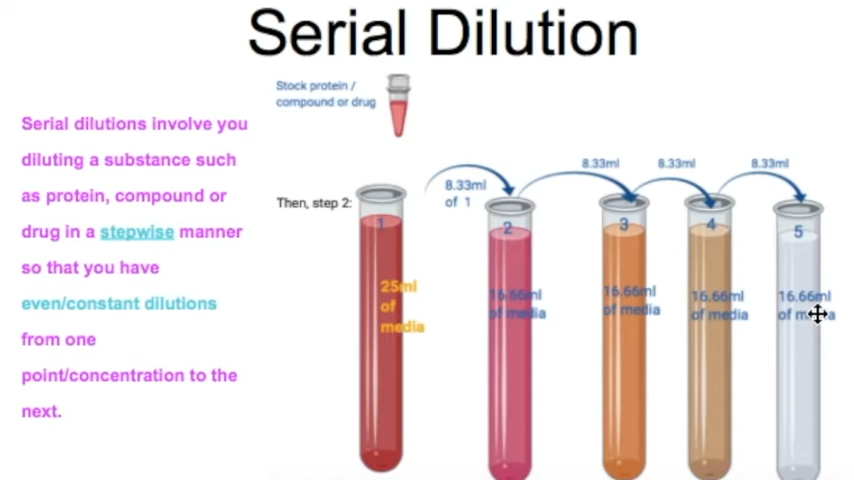 Serial Dilution
Stock protein /
compound or drug
Serial dilutions involve you
diluting a substance such
as protein, compound or
drug in a stepwise manner
so that you have
even/constant dilutions
from one
point/concentration to the
next.
Then, step 2:
8.33ml
of 1
8.33ml
8.33ml
8.33ml
1
2
3
4
5
25ml
of
media
16.66ml
of media
16.66ml
of media
16.66ml
of media
16.66ml
of